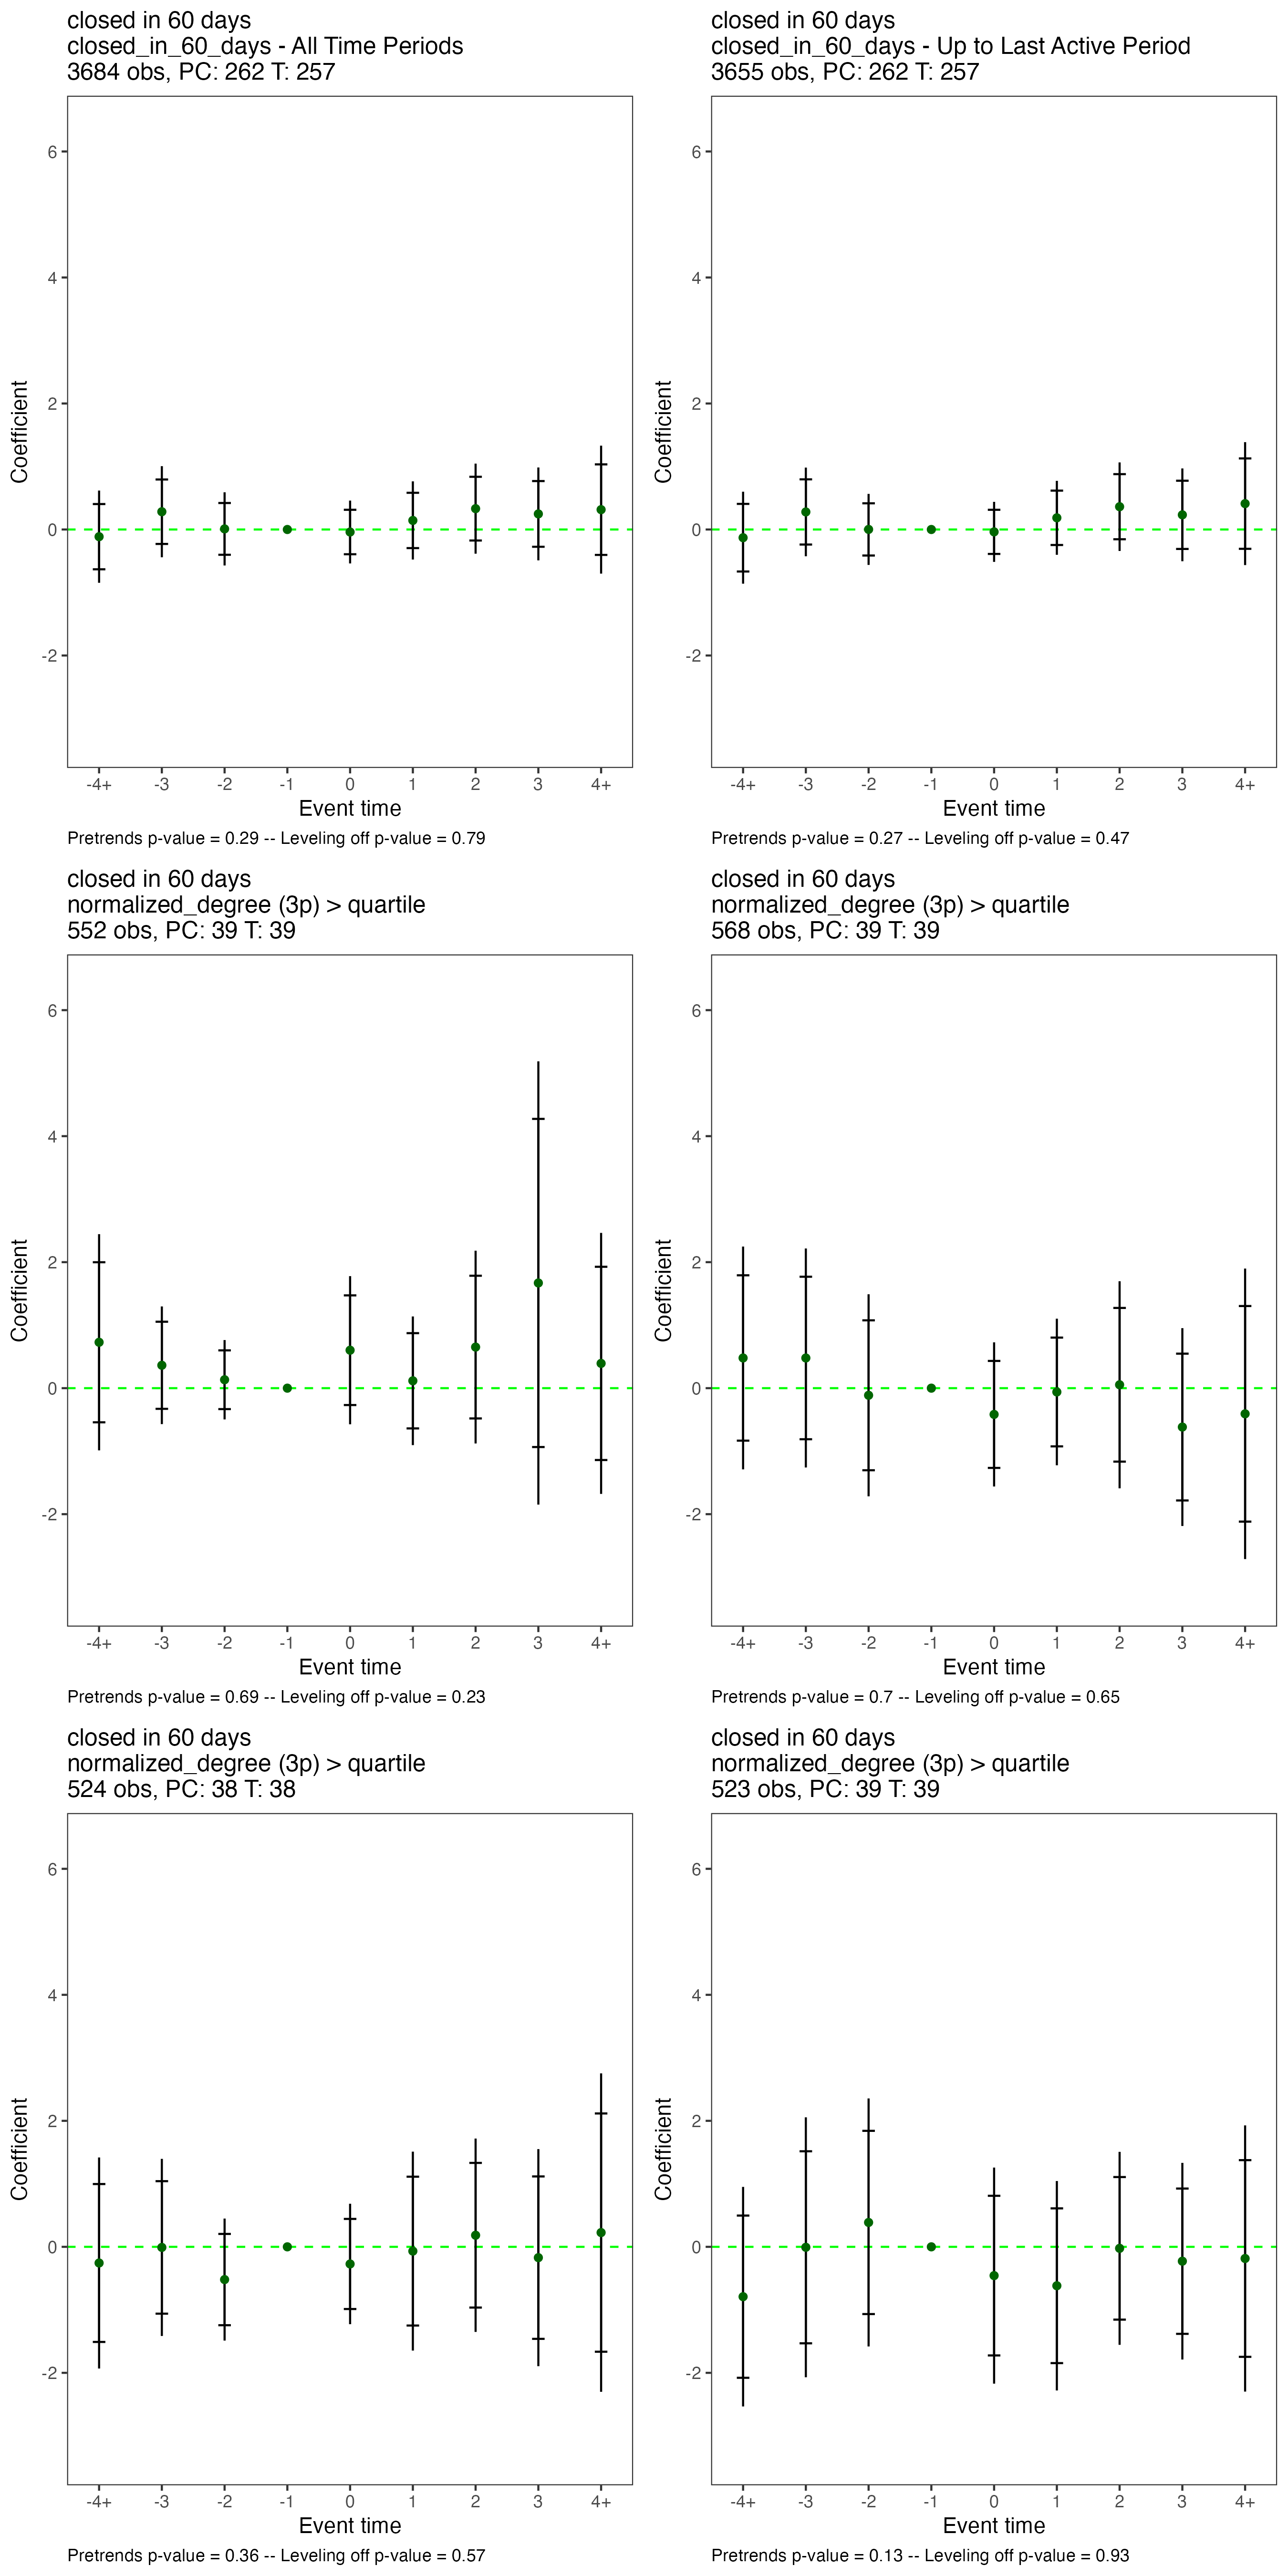 closed in 60 days
closed_in_60_days - All Time Periods
3684 obs, PC: 262 T: 257
6
4
2
0
-2
Coefficient
-4+ -3 -2 -1 0 1 2 3 4+
Event time
Pretrends p-value = 0.29 -- Leveling off p-value = 0.79
closed in 60 days
closed_in_60_days - Up to Last Active Period
3655 obs, PC: 262 T: 257
6
4
2
0
-2
Coefficient
-4+ -3 -2 -1 0 1 2 3 4+
Event time
Pretrends p-value = 0.27 -- Leveling off p-value = 0.47
closed in 60 days
normalized_degree (3p) > quartile
552 obs, PC: 39 T: 39
6
4
2
0
-2
Coefficient
-4+ -3 -2 -1 0 1 2 3 4+
Event time
Pretrends p-value = 0.69 -- Leveling off p-value = 0.23
closed in 60 days
normalized_degree (3p) > quartile
568 obs, PC: 39 T: 39
6
4
2
0
-2
Coefficient
-4+ -3 -2 -1 0 1 2 3 4+
Event time
Pretrends p-value = 0.7 -- Leveling off p-value = 0.65
closed in 60 days
normalized_degree (3p) > quartile
524 obs, PC: 38 T: 38
6
4
2
0
-2
Coefficient
-4+ -3 -2 -1 0 1 2 3 4+
Event time
Pretrends p-value = 0.36 -- Leveling off p-value = 0.57
closed in 60 days
normalized_degree (3p) > quartile
523 obs, PC: 39 T: 39
6
4
2
0
-2
Coefficient
-4+ -3 -2 -1 0 1 2 3 4+
Event time
Pretrends p-value = 0.13 -- Leveling off p-value = 0.93